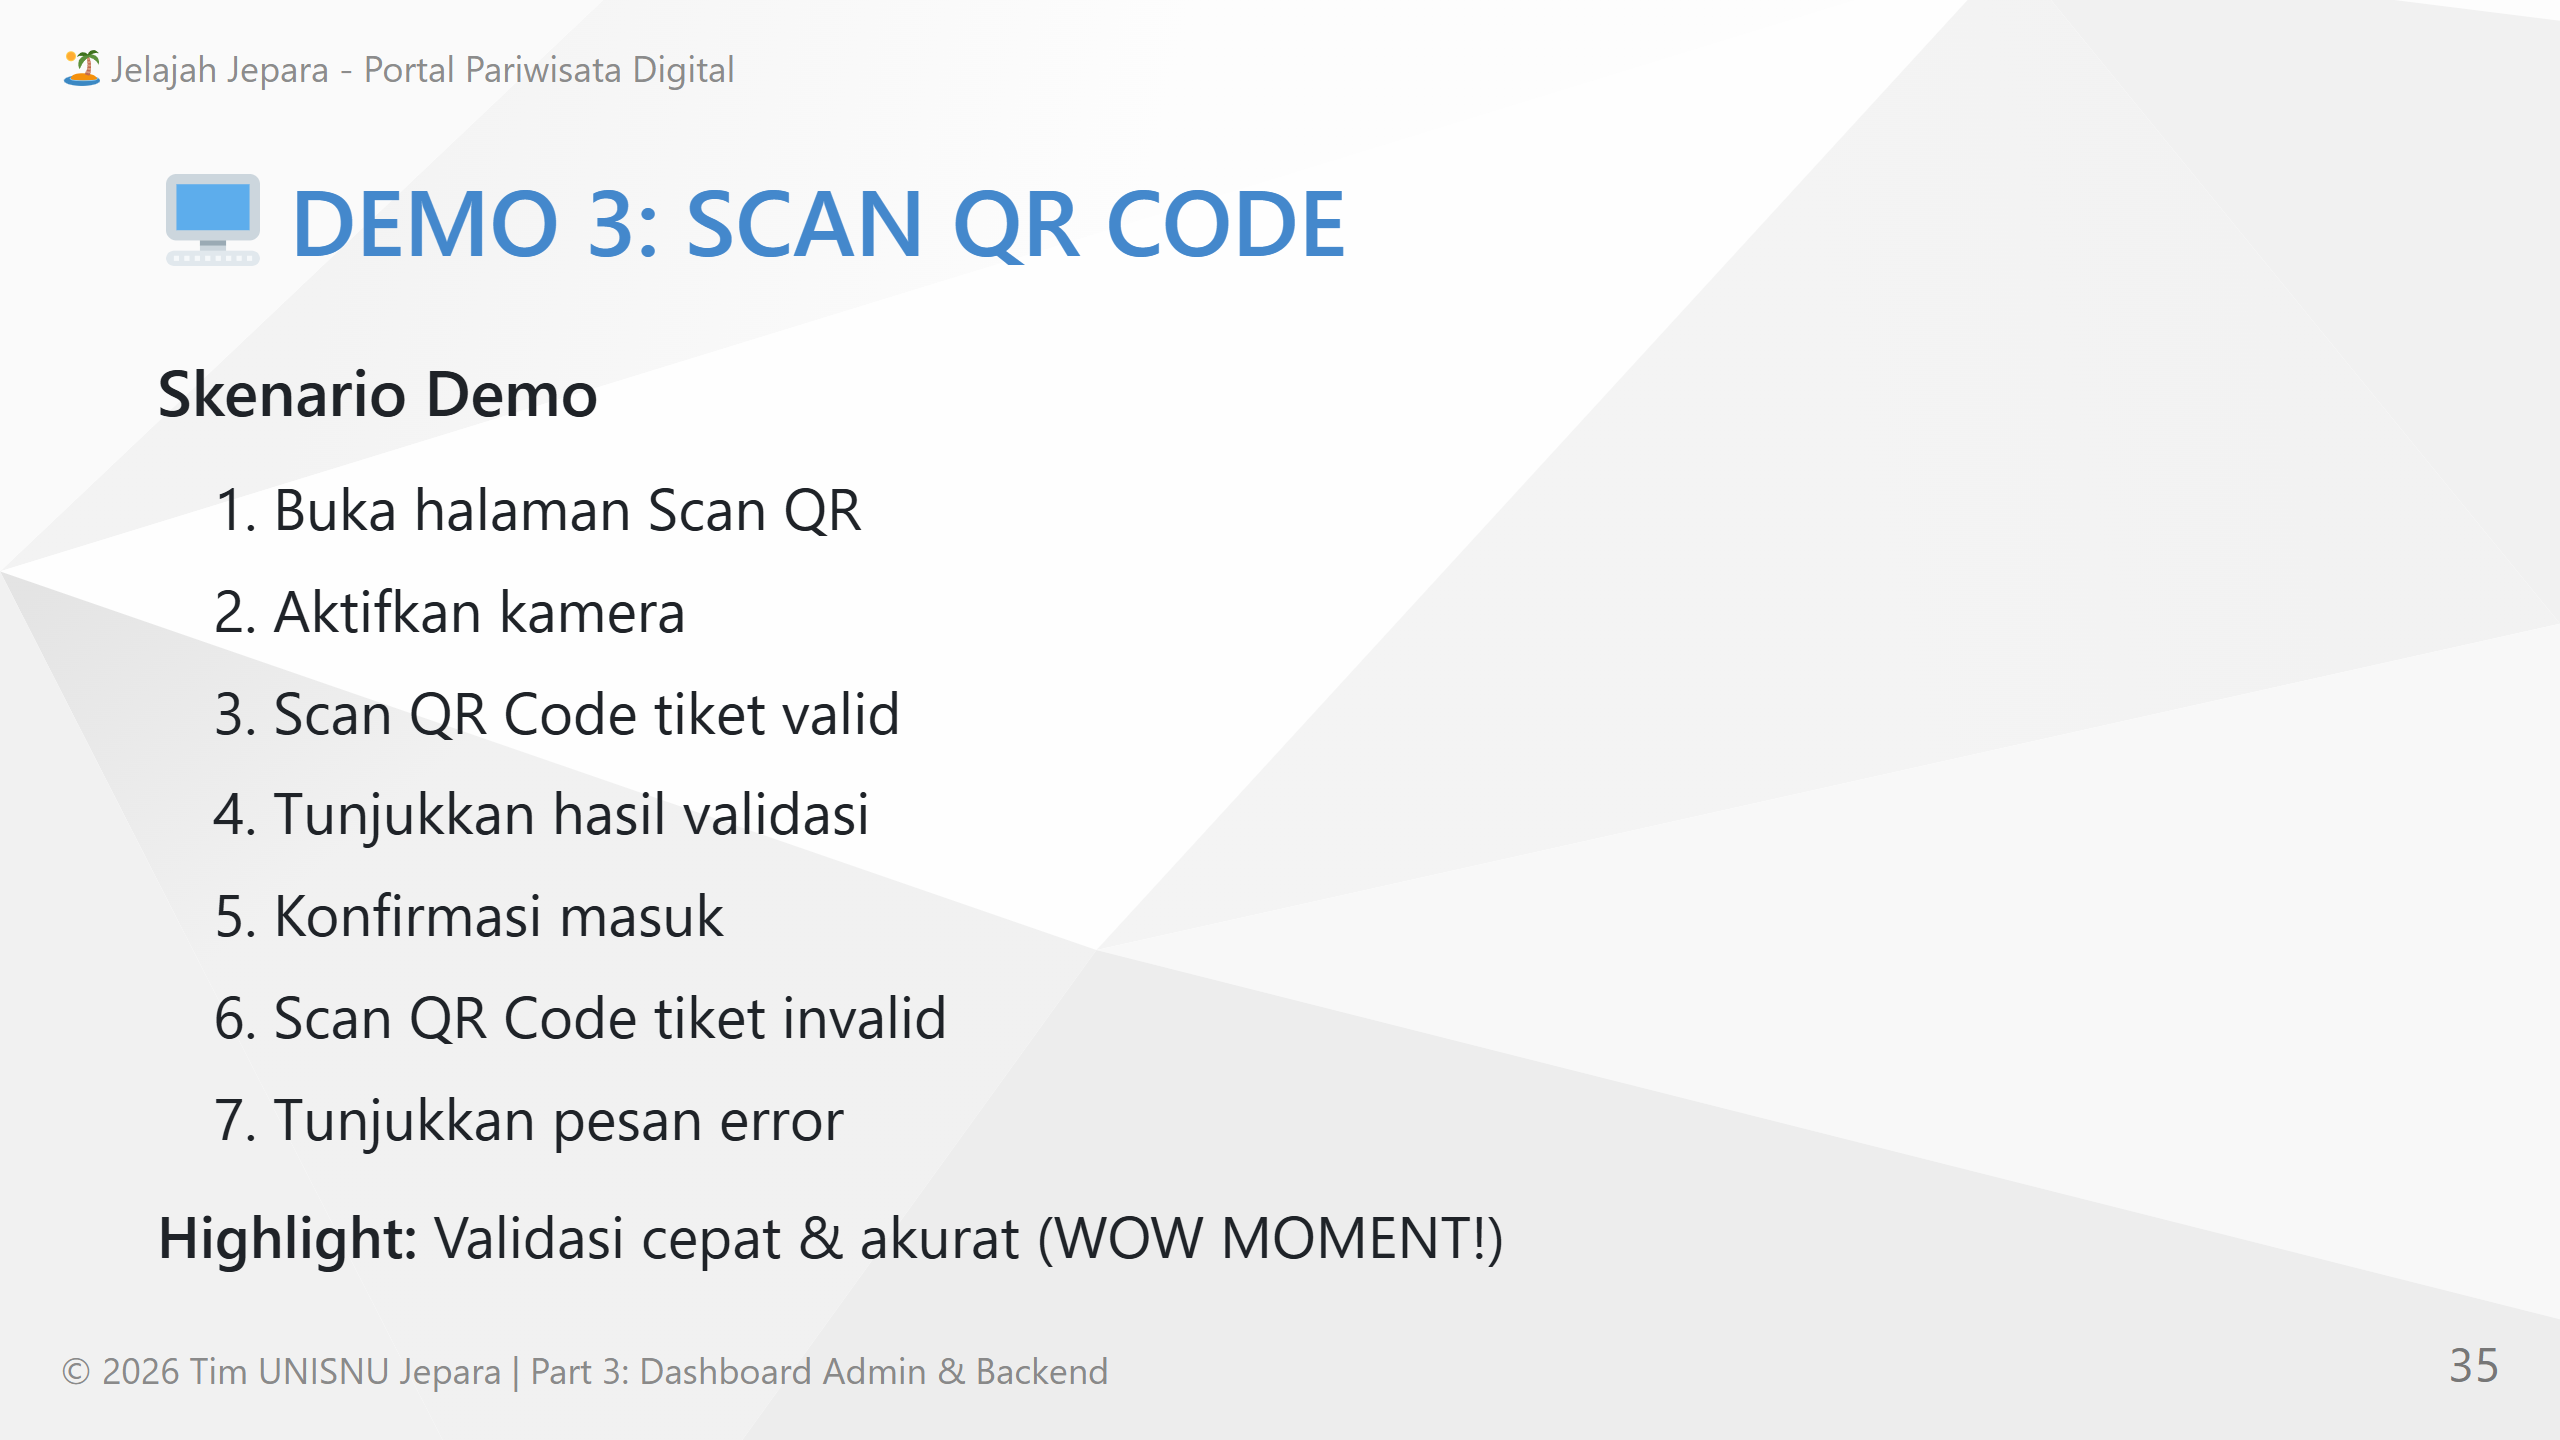 Jelajah Jepara - Portal Pariwisata Digital
DEMO 3: SCAN QR CODE
Skenario Demo
1. Buka halaman Scan QR
2. Aktifkan kamera
3. Scan QR Code tiket valid
4. Tunjukkan hasil validasi
5. Konfirmasi masuk
6. Scan QR Code tiket invalid
7. Tunjukkan pesan error
Highlight: Validasi cepat & akurat (WOW MOMENT!)
© 2026 Tim UNISNU Jepara | Part 3: Dashboard Admin & Backend
35